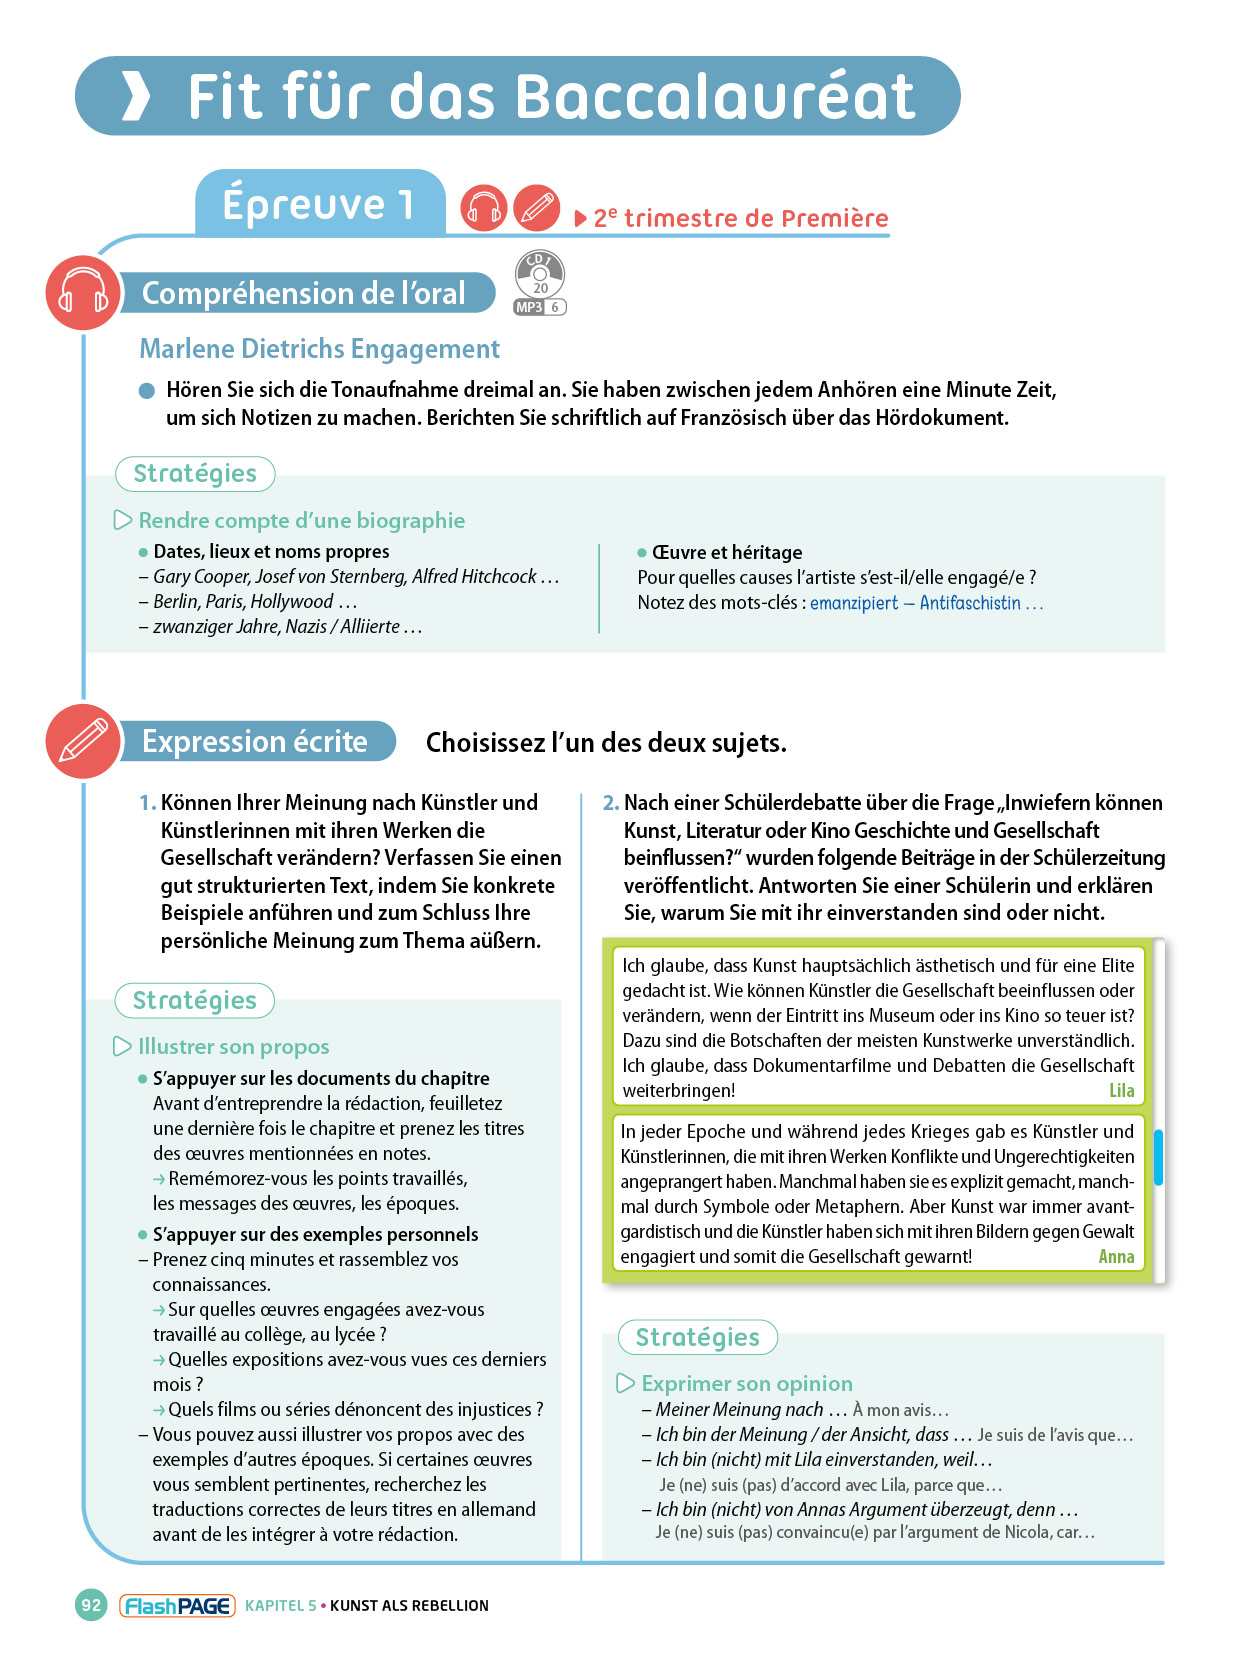 Fit für das Baccalauréat
Épreuve 1
2e trimestre de Première
Compréhension de l'oral
CD 1
20
MP3 6
Marlene Dietrichs Engagement
Hören Sie sich die Tonaufnahme dreimal an. Sie haben zwischen jedem Anhören eine Minute Zeit,
um sich Notizen zu machen. Berichten Sie schriftlich auf Französisch über das Hördokument.
Stratégies
Rendre compte d'une biographie
• Dates, lieux et noms propres
– Gary Cooper, Josef von Sternberg, Alfred Hitchcock …
– Berlin, Paris, Hollywood …
– zwanziger Jahre, Nazis / Alliierte …
• Œuvre et héritage
Pour quelles causes l'artiste s'est-il/elle engagé/e ?
Notez des mots-clés : emanzipiert – Antifaschistin …
Expression écrite
Choisissez l'un des deux sujets.
1. Können Ihrer Meinung nach Künstler und
Künstlerinnen mit ihren Werken die
Gesellschaft verändern? Verfassen Sie einen
gut strukturierten Text, indem Sie konkrete
Beispiele anführen und zum Schluss Ihre
persönliche Meinung zum Thema aüßern.
Stratégies
Illustrer son propos
• S'appuyer sur les documents du chapitre
Avant d'entreprendre la rédaction, feuilletez
une dernière fois le chapitre et prenez les titres
des œuvres mentionnées en notes.
→ Remémorez-vous les points travaillés,
les messages des œuvres, les époques.
• S'appuyer sur des exemples personnels
– Prenez cinq minutes et rassemblez vos
connaissances.
→ Sur quelles œuvres engagées avez-vous
travaillé au collège, au lycée ?
→ Quelles expositions avez-vous vues ces derniers
mois ?
→ Quels films ou séries dénoncent des injustices ?
– Vous pouvez aussi illustrer vos propos avec des
exemples d'autres époques. Si certaines œuvres
vous semblent pertinentes, recherchez les
traductions correctes de leurs titres en allemand
avant de les intégrer à votre rédaction.
2. Nach einer Schülerdebatte über die Frage „Inwiefern können
Kunst, Literatur oder Kino Geschichte und Gesellschaft
beinflussen?“ wurden folgende Beiträge in der Schülerzeitung
veröffentlicht. Antworten Sie einer Schülerin und erklären
Sie, warum Sie mit ihr einverstanden sind oder nicht.
Ich glaube, dass Kunst hauptsächlich ästhetisch und für eine Elite
gedacht ist. Wie können Künstler die Gesellschaft beeinflussen oder
verändern, wenn der Eintritt ins Museum oder ins Kino so teuer ist?
Dazu sind die Botschaften der meisten Kunstwerke unverständlich.
Ich glaube, dass Dokumentarfilme und Debatten die Gesellschaft
weiterbringen! Lila
In jeder Epoche und während jedes Krieges gab es Künstler und
Künstlerinnen, die mit ihren Werken Konflikte und Ungerechtigkeiten
angeprangert haben. Manchmal haben sie es explizit gemacht, manch-
mal durch Symbole oder Metaphern. Aber Kunst war immer avant-
gardistisch und die Künstler haben sich mit ihren Bildern gegen Gewalt
engagiert und somit die Gesellschaft gewarnt! Anna
Stratégies
Exprimer son opinion
– Meiner Meinung nach … À mon avis…
– Ich bin der Meinung / der Ansicht, dass … Je suis de l'avis que…
– Ich bin (nicht) mit Lila einverstanden, weil…
Je (ne) suis (pas) d'accord avec Lila, parce que…
– Ich bin (nicht) von Annas Argument überzeugt, denn …
Je (ne) suis (pas) convaincu(e) par l'argument de Nicola, car…
92 FlashPAGE KAPITEL 5 • KUNST ALS REBELLION